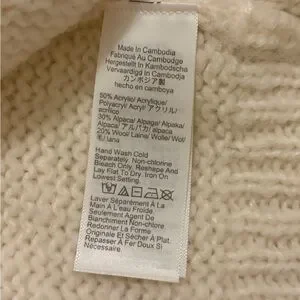 Made In Cambodia
Fabriqué Au Cambodge
Hergestellt In Kambodscha
Vervaardigd In Cambodja
カンボジア製
hecho en camboya
50% Acrylic/ Acrylique/
Polyacryl/ Acryl/ アクリル/
acrílico
30% Alpaca/ Alpage/ Alpaka/
Alpaca/ アルパカ/ alpaca
20% Wool/ Laine/ Wolle/ Wol/
毛/ lana
Hand Wash Cold
Separately. Non-chlorine
Bleach Only. Reshape And
Lay Flat To Dry. Iron On
Lowest Setting.
Laver Séparément À La
Main À L'eau Froide.
Seulement Agent De
Blanchiment Non-chlore
Redonner La Forme
Originale Et Sécher À Plat.
Repasser À Fer Doux Si
Nécessaire.